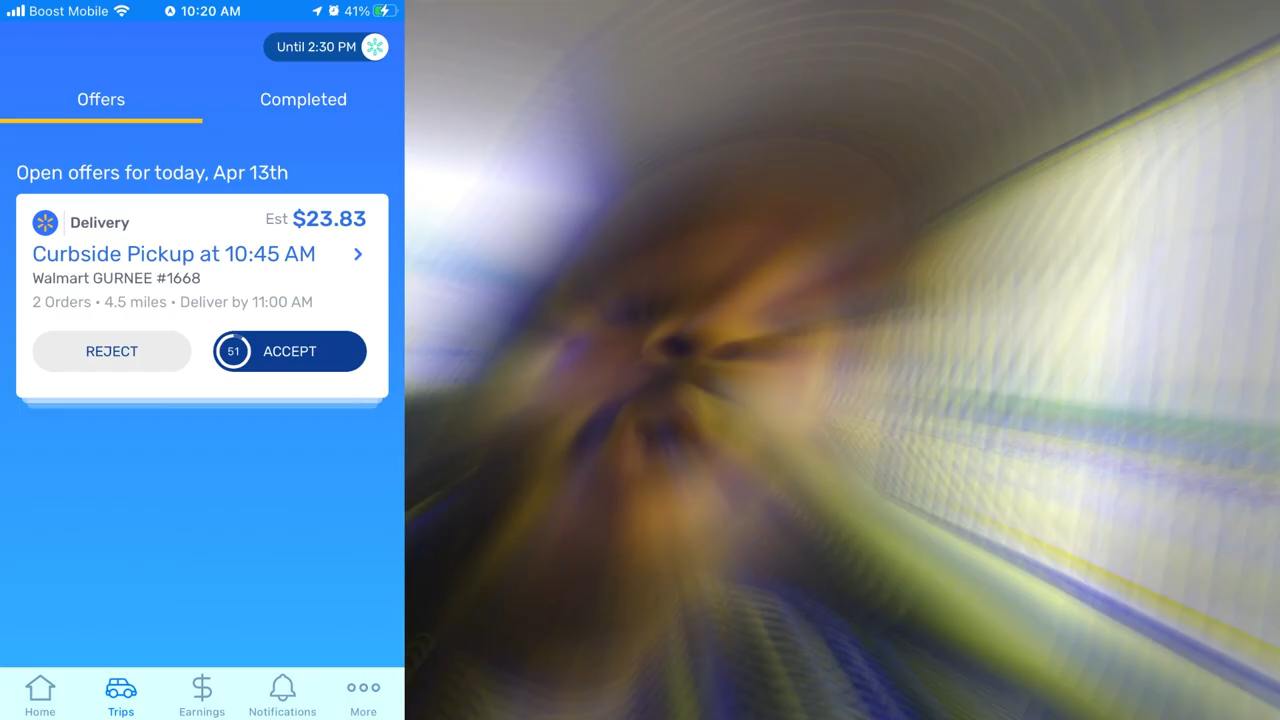 Boost Mobile 10:20 AM 41%
Until 2:30 PM
Offers Completed
Open offers for today, Apr 13th
Delivery Est $23.83
Curbside Pickup at 10:45 AM
Walmart GURNEE #1668
2 Orders • 4.5 miles • Deliver by 11:00 AM
REJECT 51 ACCEPT
Home Trips Earnings Notifications More